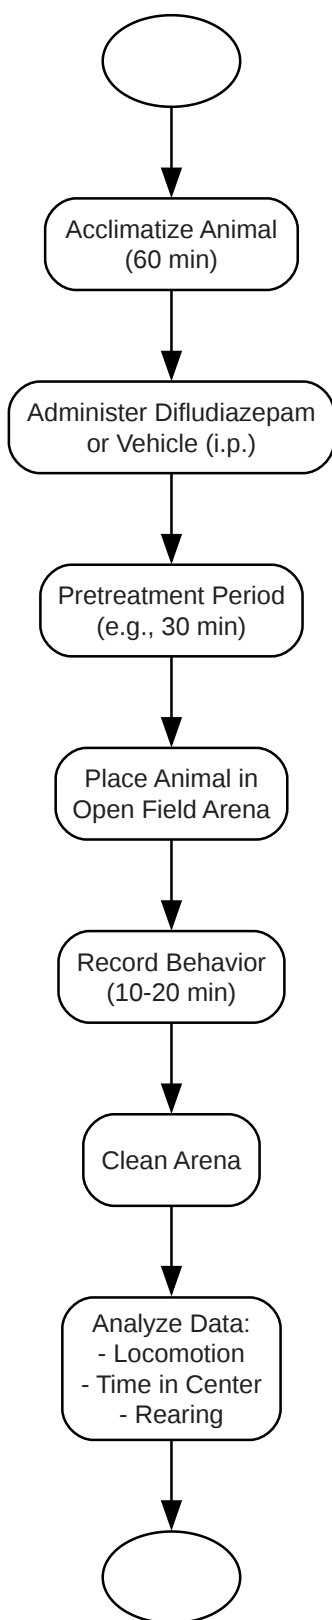 Acclimatize Animal
(60 min)
Administer Difludiazepam
or Vehicle (i.p.)
Pretreatment Period
(e.g., 30 min)
Place Animal in
Open Field Arena
Record Behavior
(10-20 min)
Clean Arena
Analyze Data:
- Locomotion
- Time in Center
- Rearing